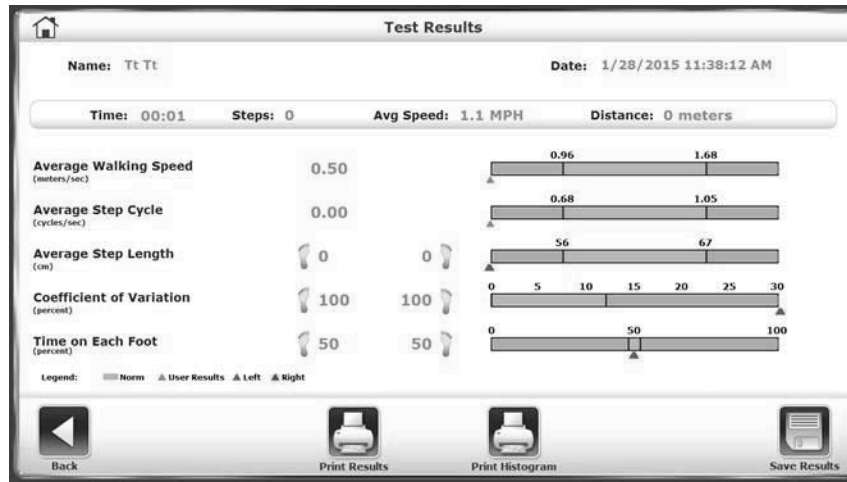 Test Results
Name: Tt Tt Date: 1/28/2015 11:38:12 AM
Time: 00:01 Steps: 0 Avg Speed: 1.1 MPH Distance: 0 meters
Average Walking Speed 0.50 0.96 1.68
(meters/sec)
Average Step Cycle 0.00 0.68 1.05
(cycles/sec)
Average Step Length 0 0 56 67
(cm)
Coefficient of Variation 100 100 0 5 10 15 20 25 30
(percent)
Time on Each Foot 50 50 0 50 100
(percent)
Legend: Norm User Results Left Right
Back Print Results Print Histogram Save Results